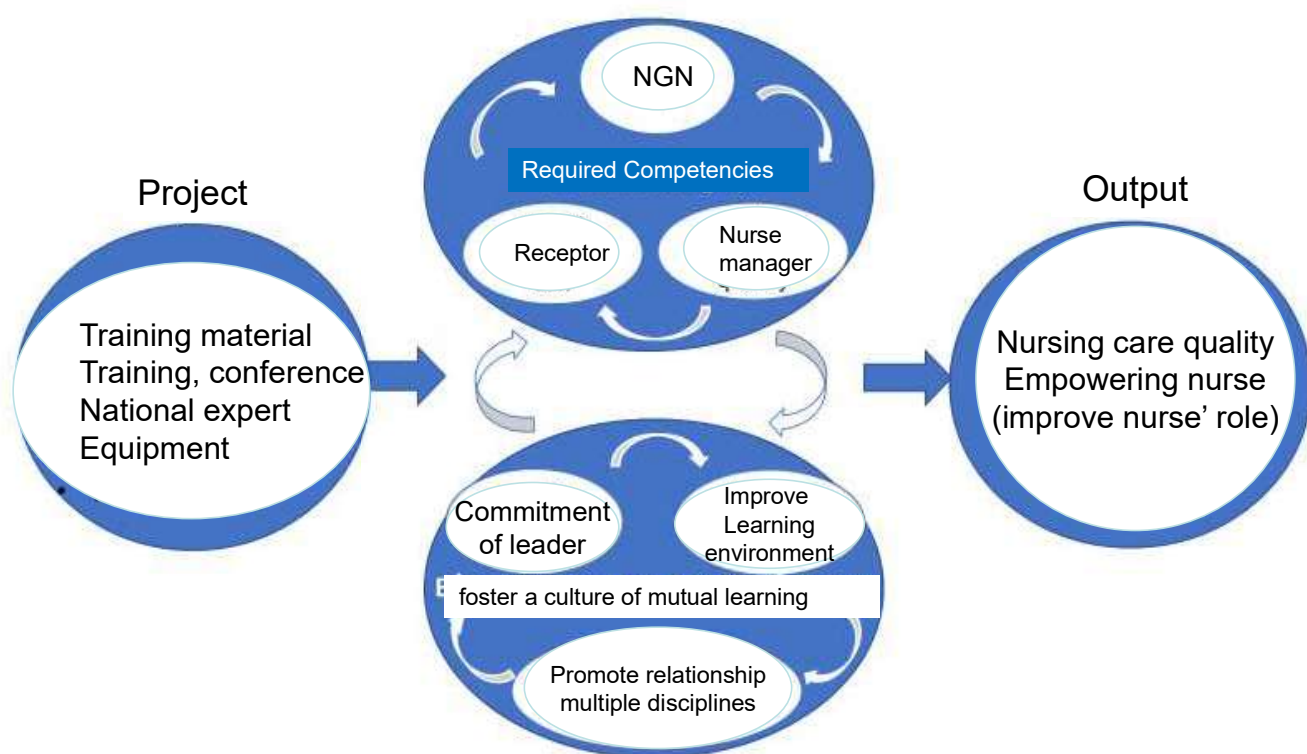 NGN
Required Competencies
Receptor
Nurse
manager
Project
Training material
Training, conference
National expert
Equipment
Output
Nursing care quality
Empowering nurse
(improve nurse’ role)
Commitment
of leader
Improve
Learning
environment
foster a culture of mutual learning
Promote relationship
multiple disciplines